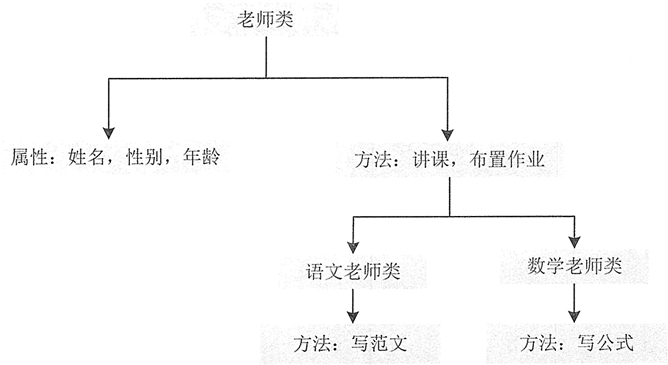 老师类
属性：姓名，性别，年龄
方法：讲课，布置作业
语文老师类
数学老师类
方法：写范文
方法：写公式